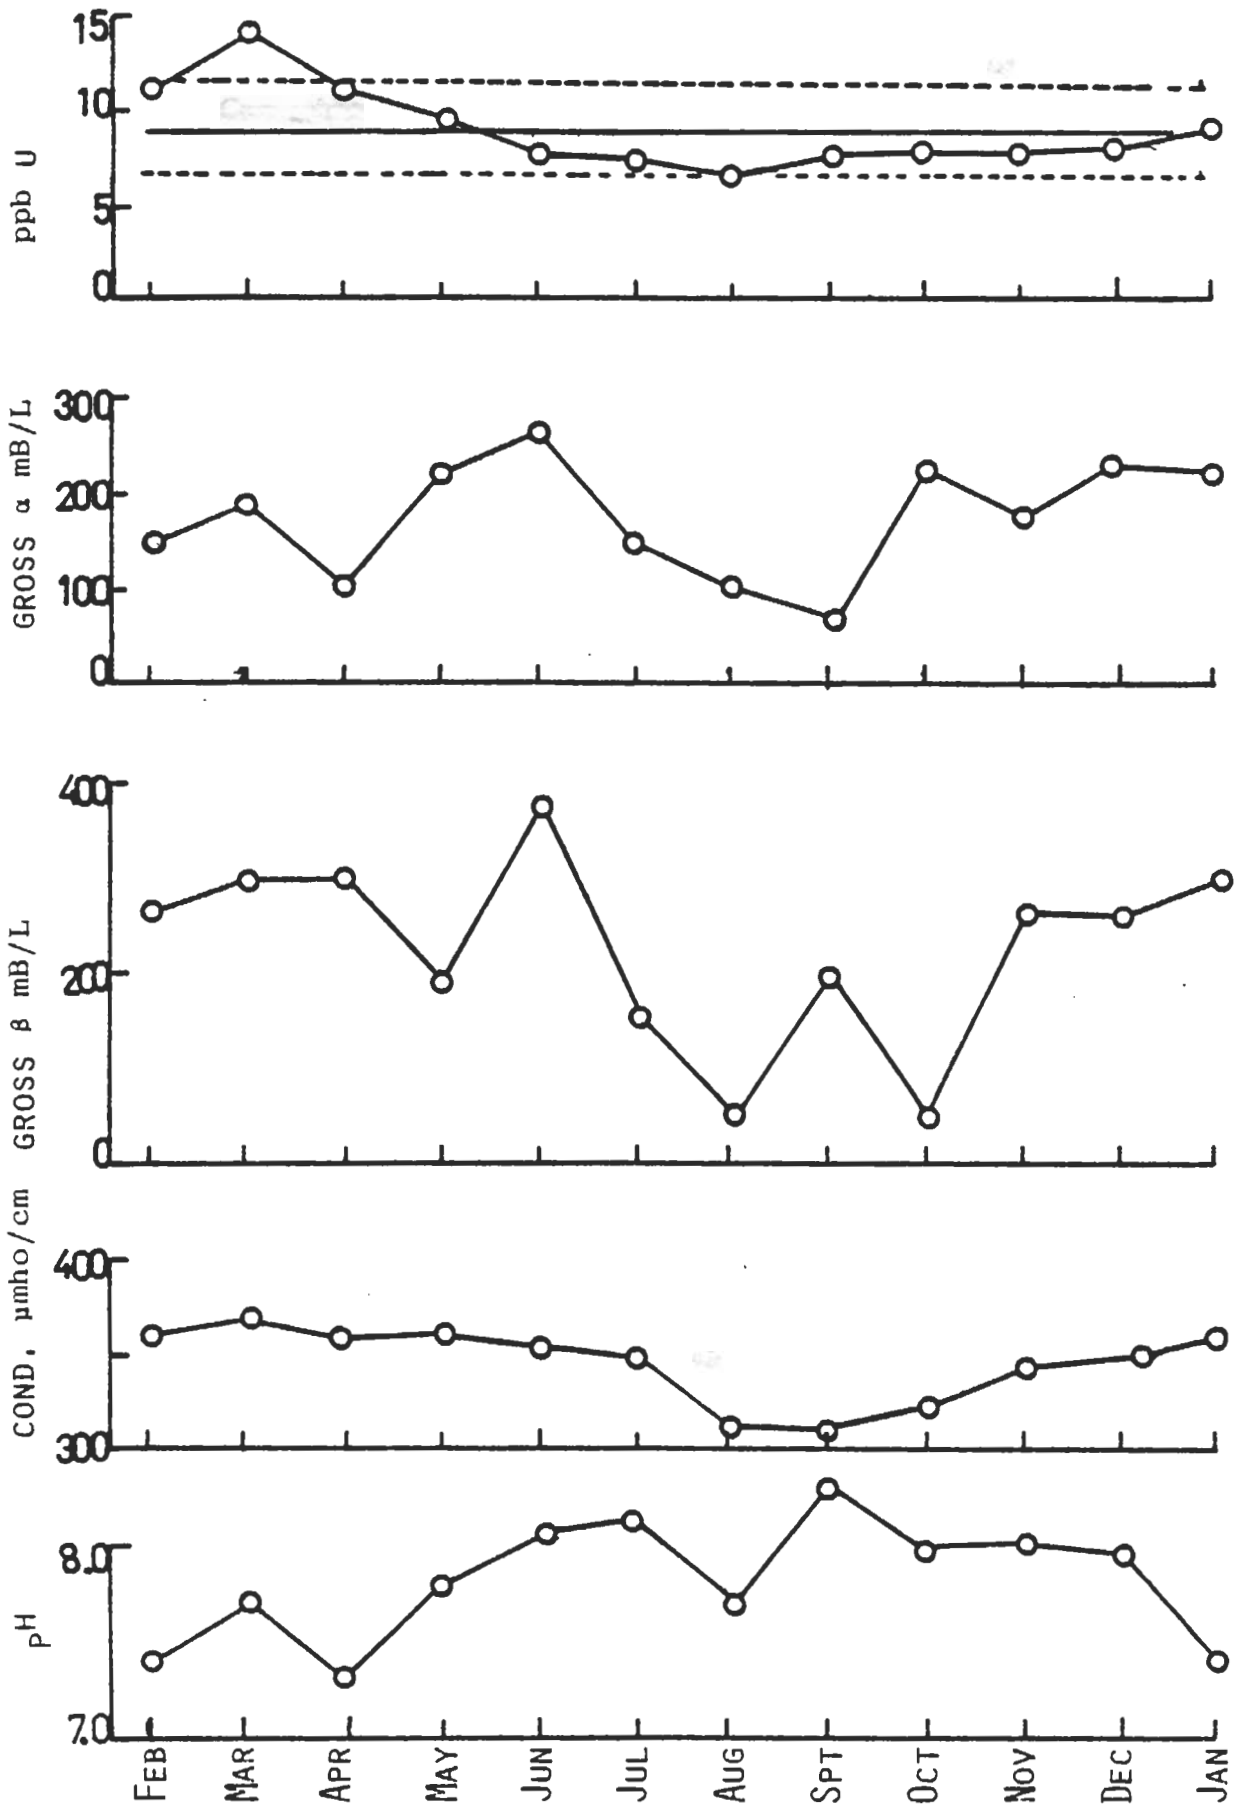 15
10
5
0
ppb U
300
200
100
0
GROSS α mB/L
400
200
0
GROSS β mB/L
400
300
COND. µmho/cm
8.0
7.0
PH
FEB MAR APR MAY JUN JUL AUG SPT OCT NOV DEC JAN